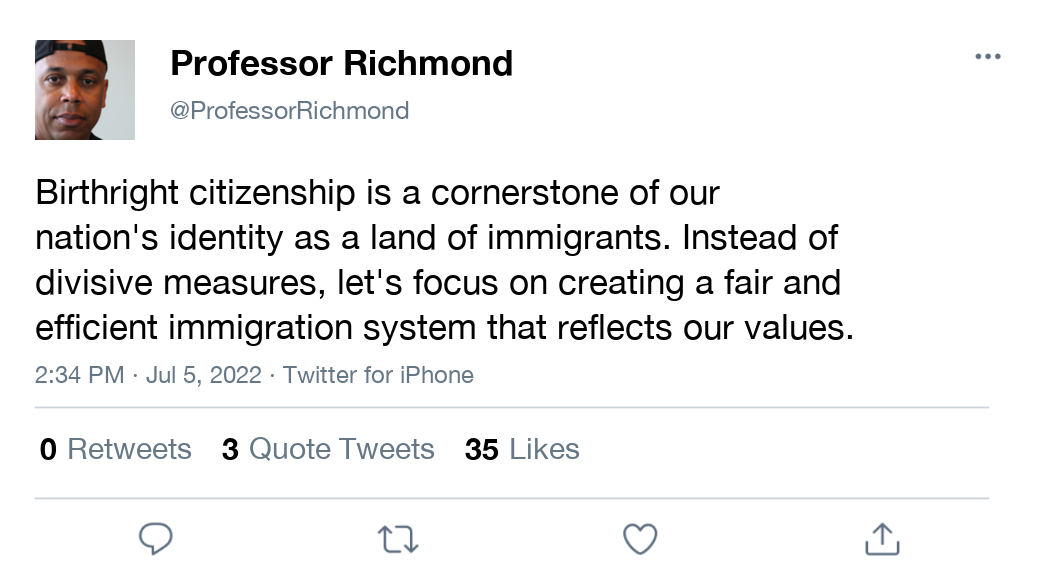 Professor Richmond
@ProfessorRichmond
Birthright citizenship is a cornerstone of our
nation's identity as a land of immigrants. Instead of
divisive measures, let's focus on creating a fair and
efficient immigration system that reflects our values.
2:34 PM · Jul 5, 2022 · Twitter for iPhone
0 Retweets 3 Quote Tweets 35 Likes